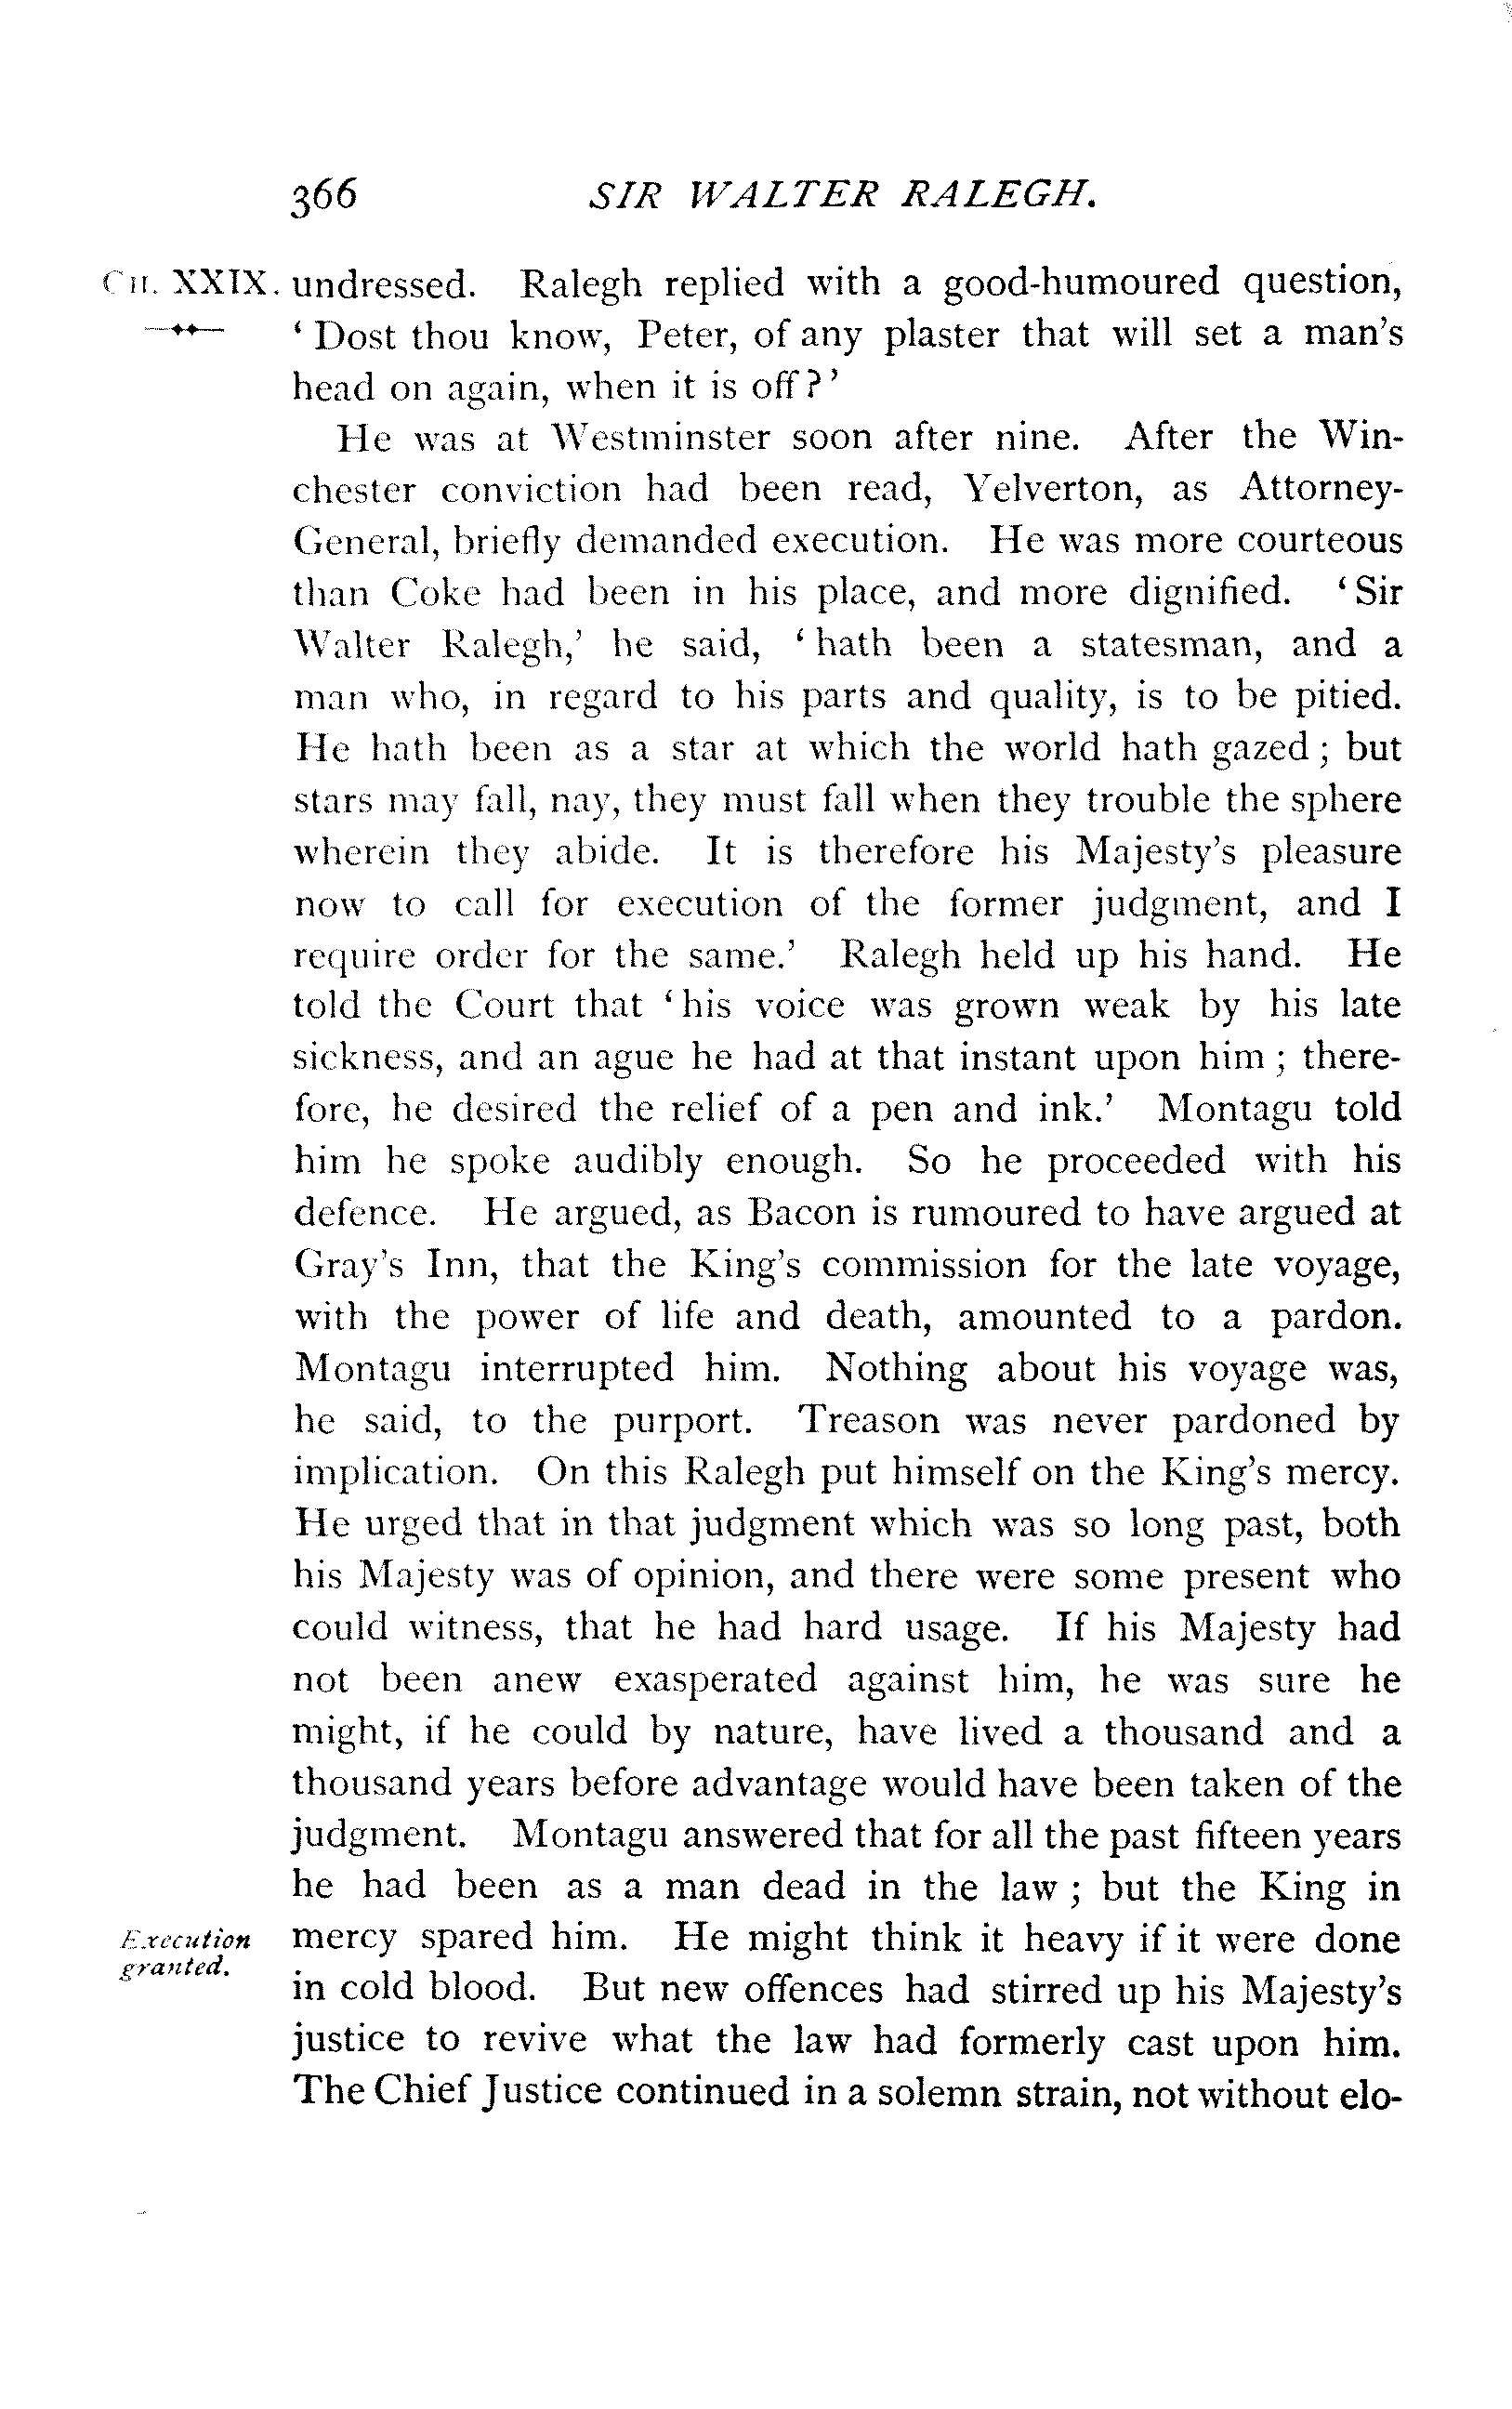 366 SIR WALTER RALEGH.
CH. XXIX. undressed. Ralegh replied with a good-humoured question,
‘Dost thou know, Peter, of any plaster that will set a man's
head on again, when it is off?’
He was at Westminster soon after nine. After the Win-
chester conviction had been read, Yelverton, as Attorney-
General, briefly demanded execution. He was more courteous
than Coke had been in his place, and more dignified. ‘Sir
Walter Ralegh,’ he said, ‘hath been a statesman, and a
man who, in regard to his parts and quality, is to be pitied.
He hath been as a star at which the world hath gazed; but
stars may fall, nay, they must fall when they trouble the sphere
wherein they abide. It is therefore his Majesty's pleasure
now to call for execution of the former judgment, and I
require order for the same.’ Ralegh held up his hand. He
told the Court that ‘his voice was grown weak by his late
sickness, and an ague he had at that instant upon him; there-
fore, he desired the relief of a pen and ink.’ Montagu told
him he spoke audibly enough. So he proceeded with his
defence. He argued, as Bacon is rumoured to have argued at
Gray's Inn, that the King's commission for the late voyage,
with the power of life and death, amounted to a pardon.
Montagu interrupted him. Nothing about his voyage was,
he said, to the purport. Treason was never pardoned by
implication. On this Ralegh put himself on the King's mercy.
He urged that in that judgment which was so long past, both
his Majesty was of opinion, and there were some present who
could witness, that he had hard usage. If his Majesty had
not been anew exasperated against him, he was sure he
might, if he could by nature, have lived a thousand and a
thousand years before advantage would have been taken of the
judgment. Montagu answered that for all the past fifteen years
he had been as a man dead in the law; but the King in
Execution
granted.
mercy spared him. He might think it heavy if it were done
in cold blood. But new offences had stirred up his Majesty's
justice to revive what the law had formerly cast upon him.
The Chief Justice continued in a solemn strain, not without elo-